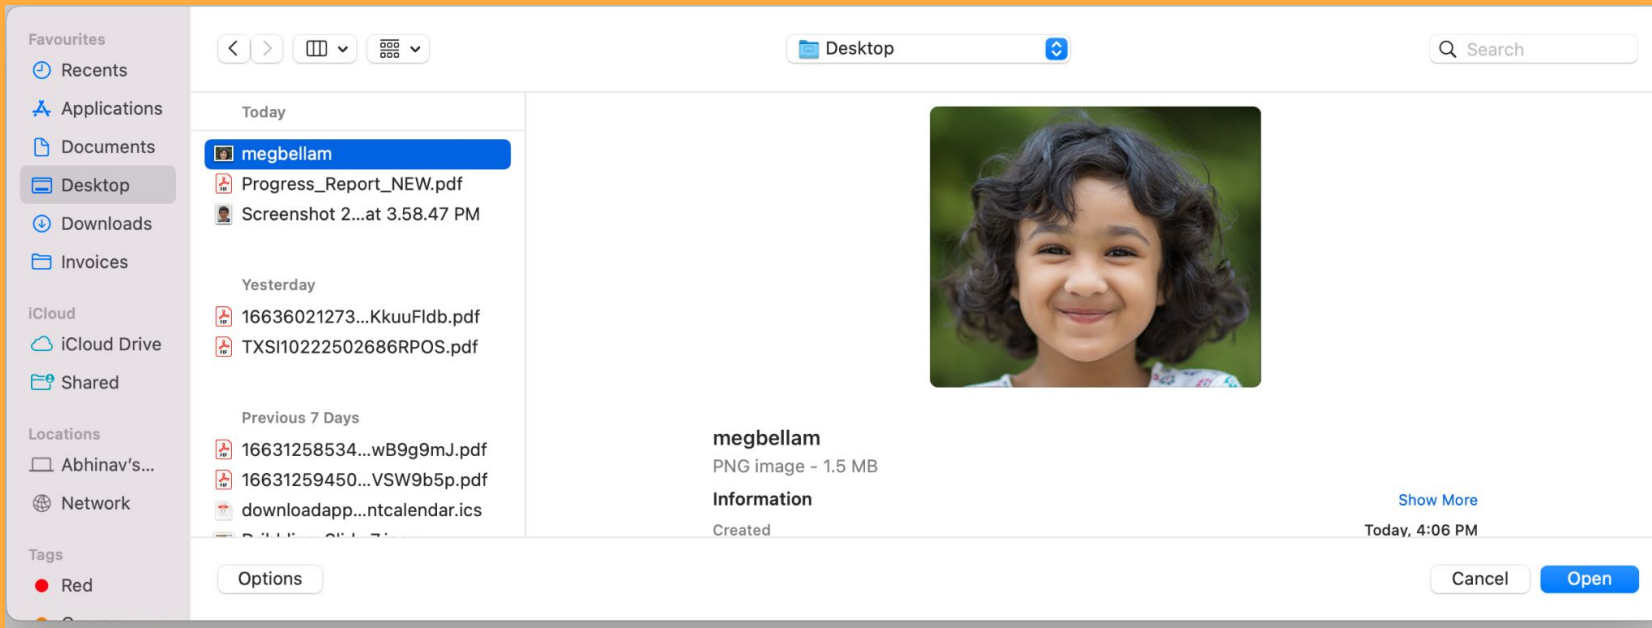 Favourites
Recents
Applications
Documents
Desktop
Downloads
Invoices
iCloud
iCloud Drive
Shared
Locations
Abhinav's...
Network
Tags
Red
Desktop
Search
Today
megbellam
Progress_Report_NEW.pdf
Screenshot 2...at 3.58.47 PM
Yesterday
16636021273...KkuuFldb.pdf
TXSI10222502686RPOS.pdf
Previous 7 Days
16631258534...wB9g9mJ.pdf
16631259450...VSW9b5p.pdf
downloadapp...ntcalendar.ics
megbellam
PNG image - 1.5 MB
Information Show More
Created Today, 4:06 PM
Options Cancel Open